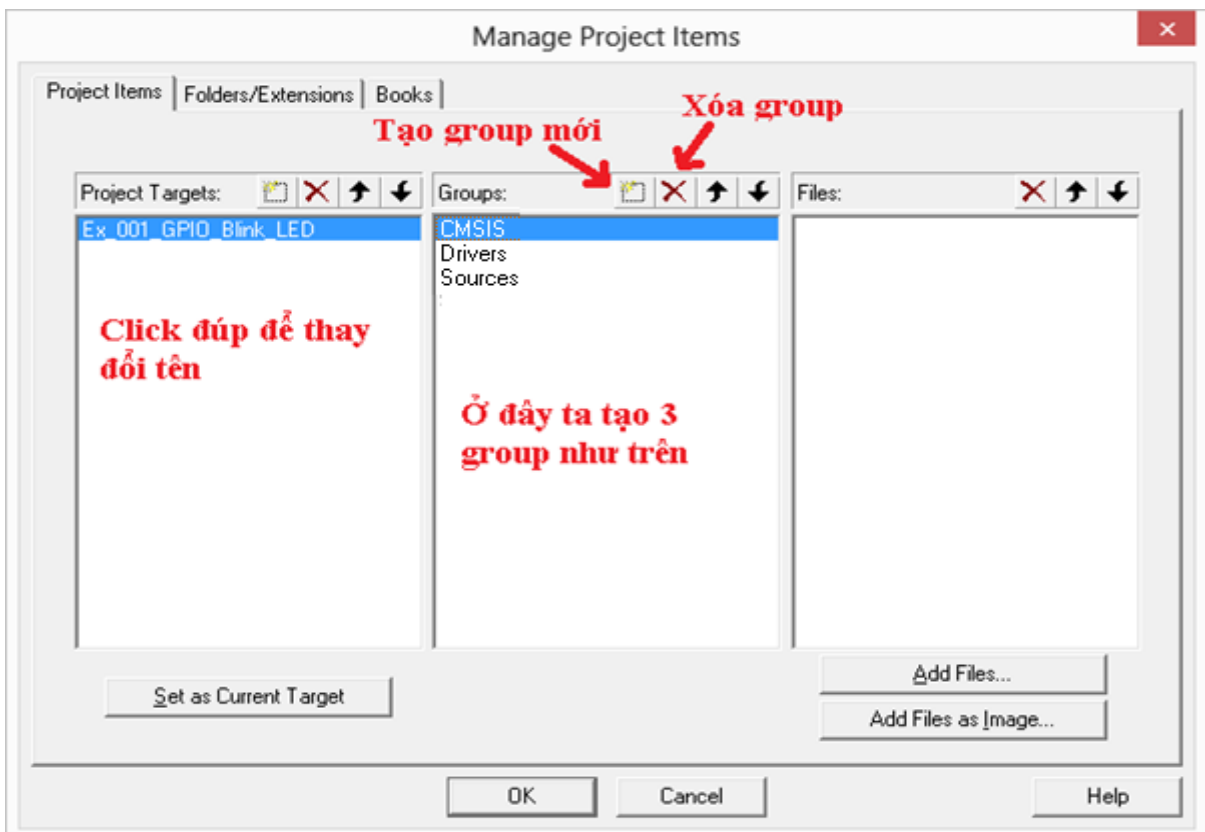 Manage Project Items
Project Items Folders/Extensions Books
Xóa group
Tạo group mới
Project Targets: Groups: Files:
Ex_001_GPIO_Blink_LED
CMSIS
Drivers
Sources
Click đúp để thay
đổi tên
Ở đây ta tạo 3
group như trên
Set as Current Target
Add Files...
Add Files as Image...
OK Cancel Help